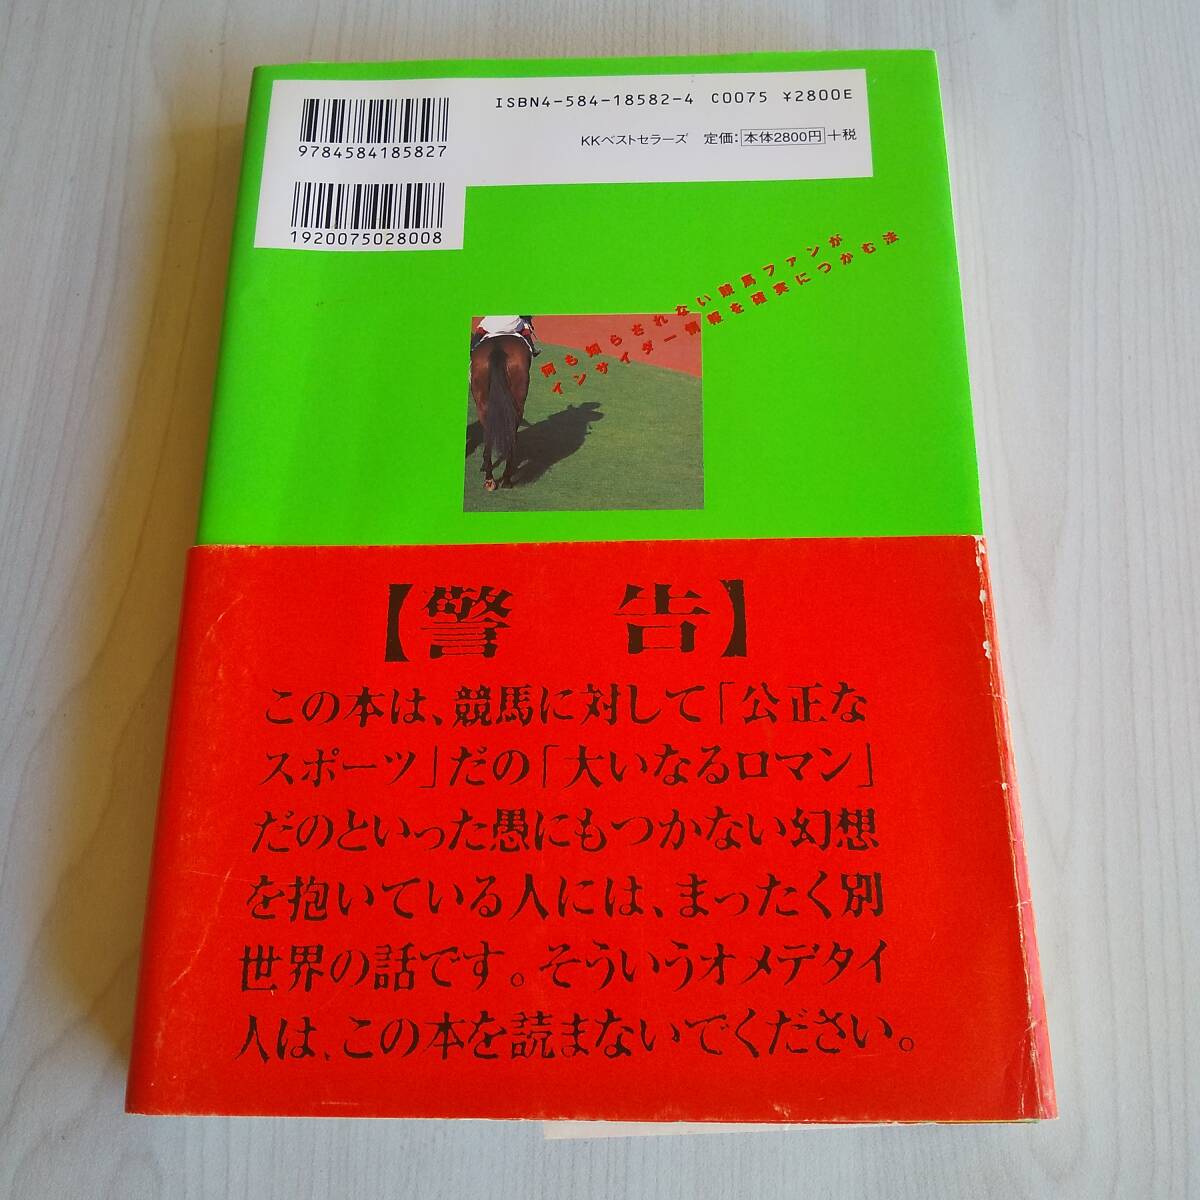 ISBN4-584-18582-4 C0075 ¥2800E
9784584185827
KKベストセラーズ 定価:本体2800円+税
1920075028008
何も知らされない競馬ファンが
インサイダー情報を確実につかむ法
【警 告】
この本は、競馬に対して「公正な
スポーツ」だの「大いなるロマン」
だのといった愚にもつかない幻想
を抱いている人には、まったく別
世界の話です。そういうオメデタイ
人は、この本を読まないでください。